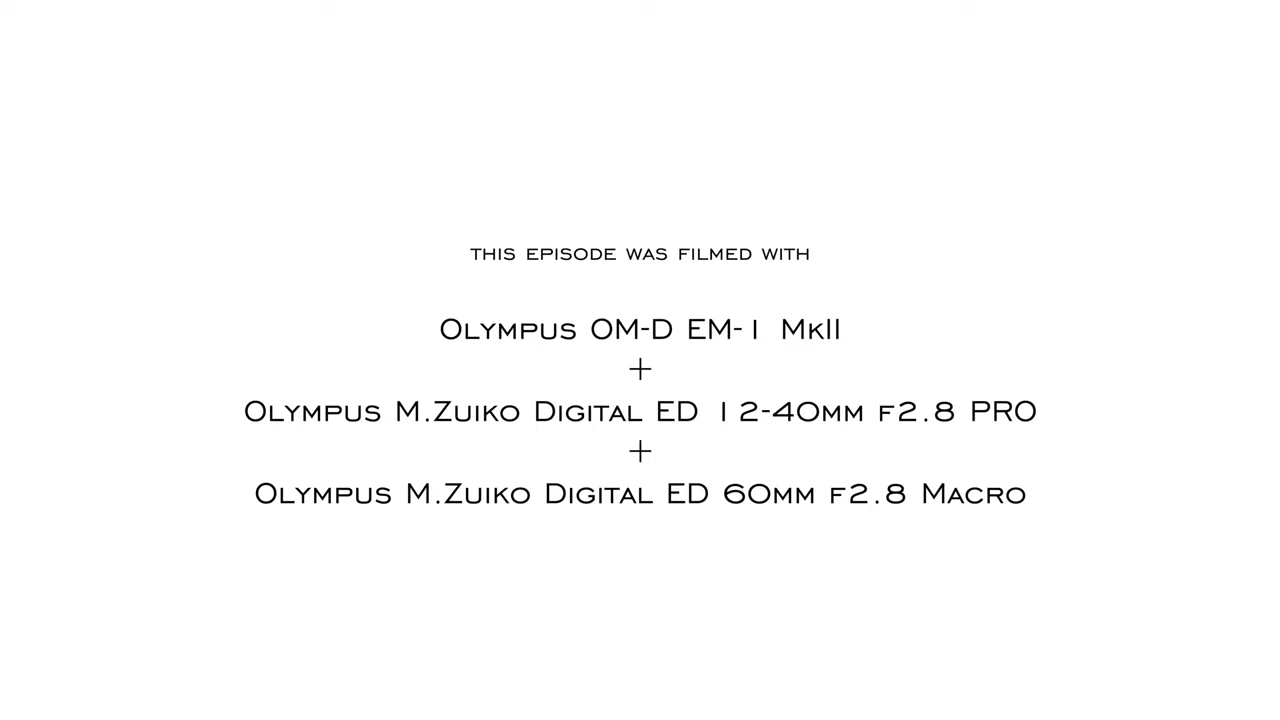 THIS EPISODE WAS FILMED WITH
OLYMPUS OM-D EM-1 MKII
+
OLYMPUS M.ZUIKO DIGITAL ED 12-40MM F2.8 PRO
+
OLYMPUS M.ZUIKO DIGITAL ED 60MM F2.8 MACRO